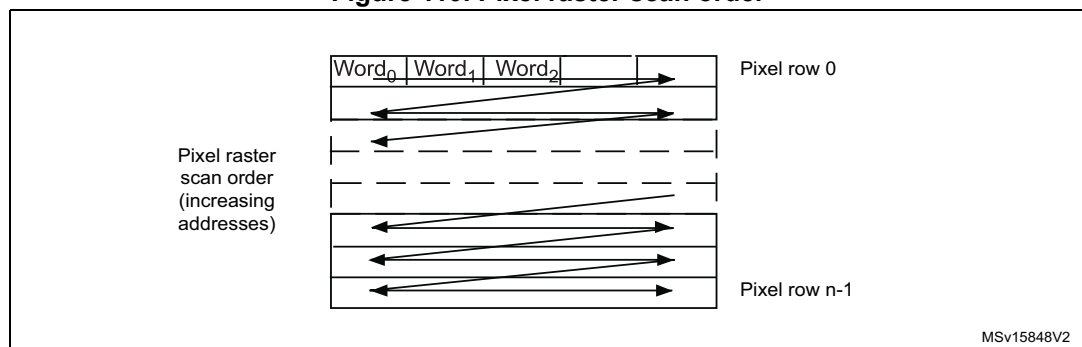 Word0 Word1 Word2
Pixel row 0
Pixel raster
scan order
(increasing
addresses)
Pixel row n-1
MSv15848V2